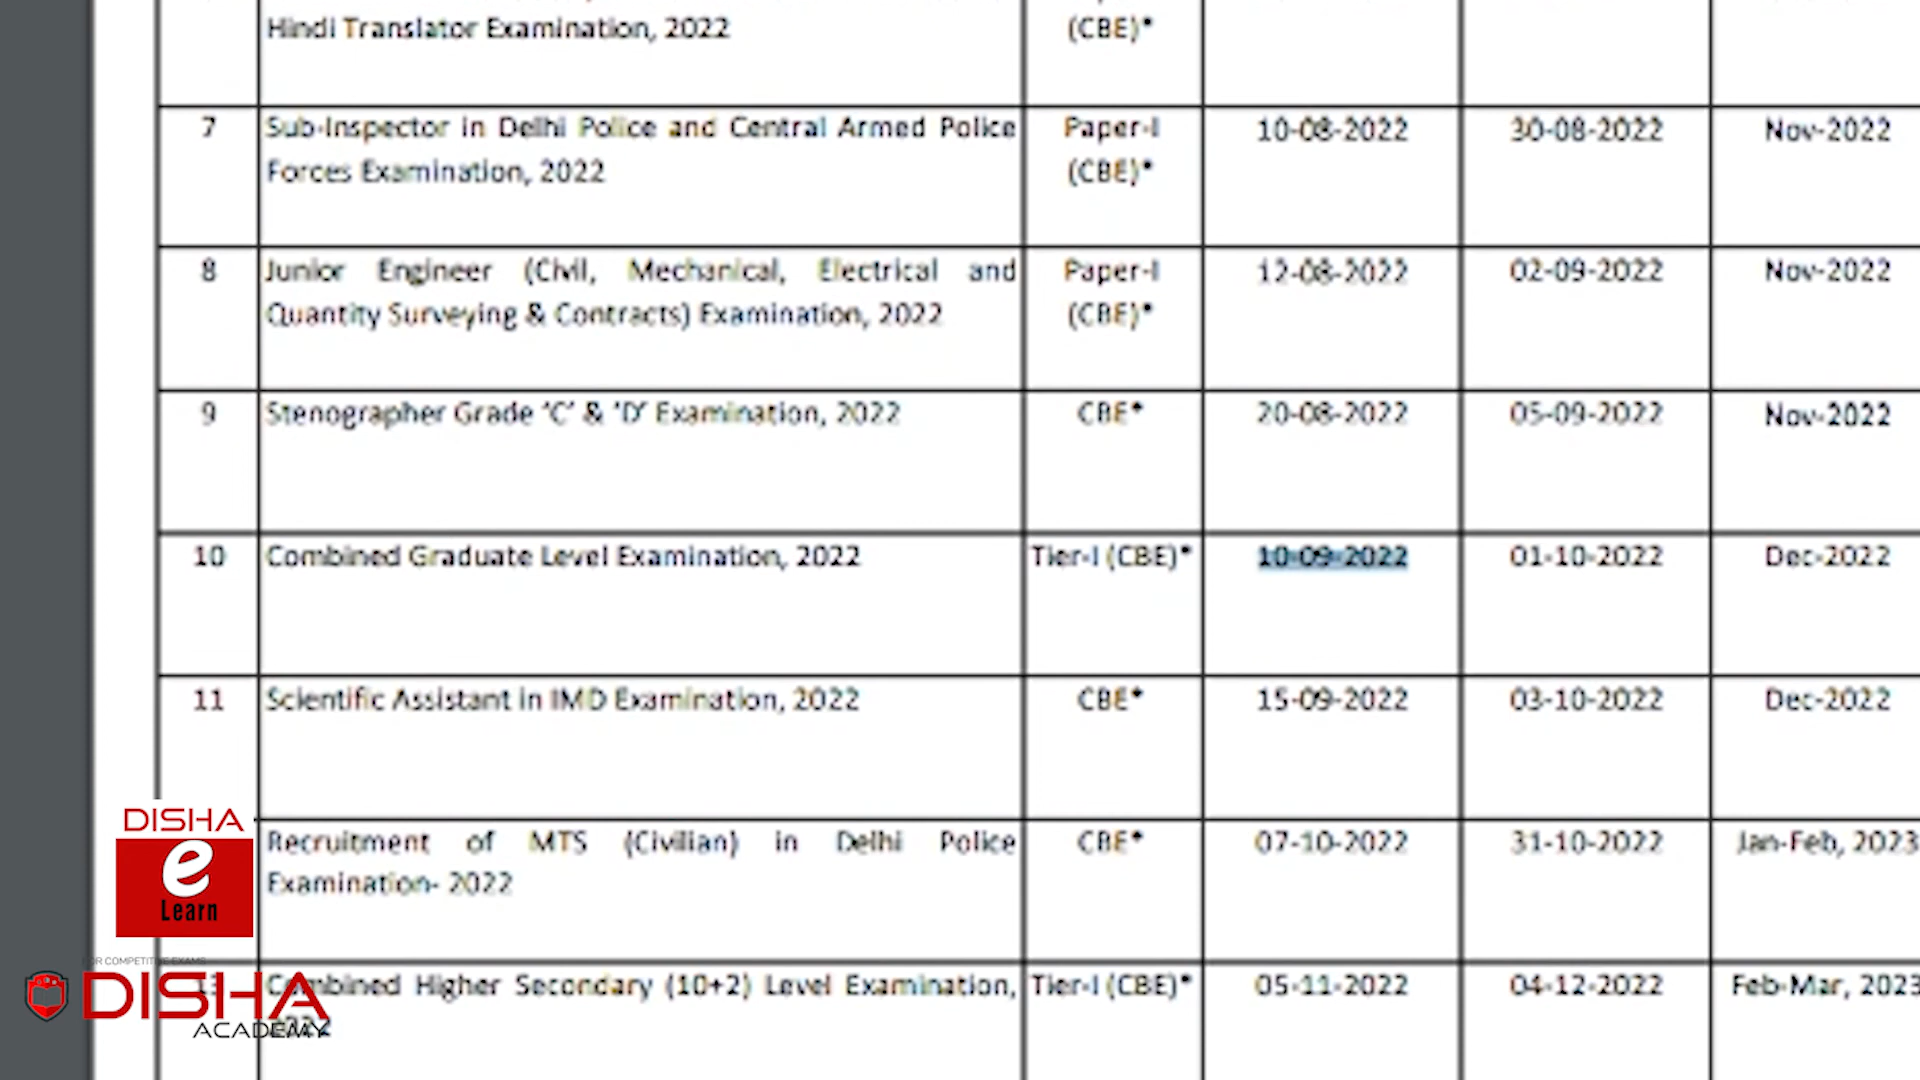 Hindi Translator Examination, 2022 (CBE)*
7 Sub-Inspector in Delhi Police and Central Armed Police Paper-I 10-08-2022 30-08-2022 Nov-2022
Forces Examination, 2022 (CBE)*
8 Junior Engineer (Civil, Mechanical, Electrical and Paper-I 12-08-2022 02-09-2022 Nov-2022
Quantity Surveying & Contracts) Examination, 2022 (CBE)*
9 Stenographer Grade 'C' & 'D' Examination, 2022 CBE* 20-08-2022 05-09-2022 Nov-2022
10 Combined Graduate Level Examination, 2022 Tier-I (CBE)* 10-09-2022 01-10-2022 Dec-2022
11 Scientific Assistant in IMD Examination, 2022 CBE* 15-09-2022 03-10-2022 Dec-2022
Recruitment of MTS (Civilian) in Delhi Police CBE* 07-10-2022 31-10-2022 Jan-Feb, 2023
Examination- 2022
13 Combined Higher Secondary (10+2) Level Examination, Tier-I (CBE)* 05-11-2022 04-12-2022 Feb-Mar, 2023
2022
DISHA
e
Learn
FOR COMPETITIVE EXAMS
DISHA
ACADEMY